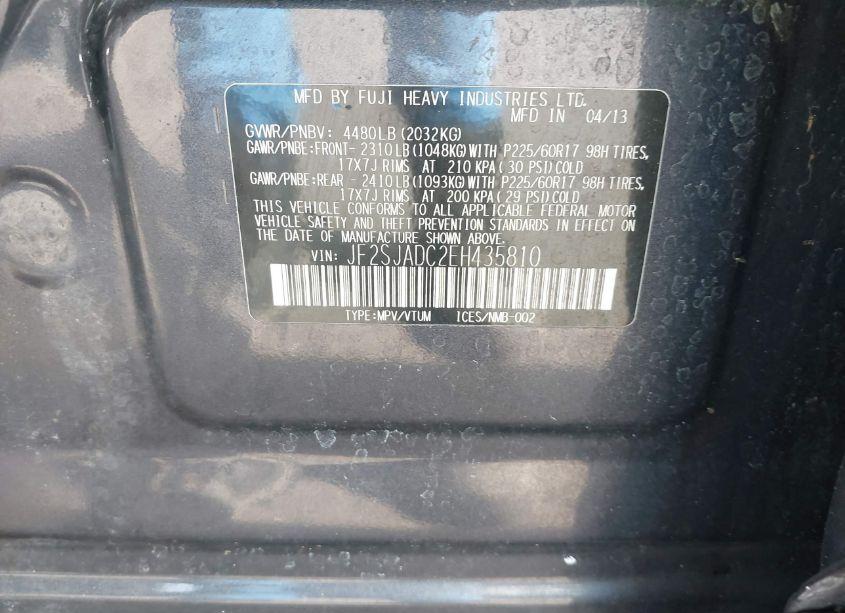 MFD BY FUJI HEAVY INDUSTRIES LTD.
MFD IN 04/13
GVWR/PNBV: 4480LB(2032KG)
GAWR/PNBE:FRONT-2310LB(1048KG)WITH P225/60R17 98H TIRES,
17X7J RIMS AT 210 KPA(30 PSI)COLD
GAWR/PNBE:REAR -2410LB(1093KG)WITH P225/60R17 98H TIRES,
17X7J RIMS AT 200 KPA(29 PSI)COLD
THIS VEHICLE CONFORMS TO ALL APPLICABLE FEDERAL MOTOR
VEHICLE SAFETY AND THEFT PREVENTION STANDARDS IN EFFECT ON
THE DATE OF MANUFACTURE SHOWN ABOVE.
VIN: JF2SJADC2EH435810
TYPE:MPV/VTUM ICES/NMB-002